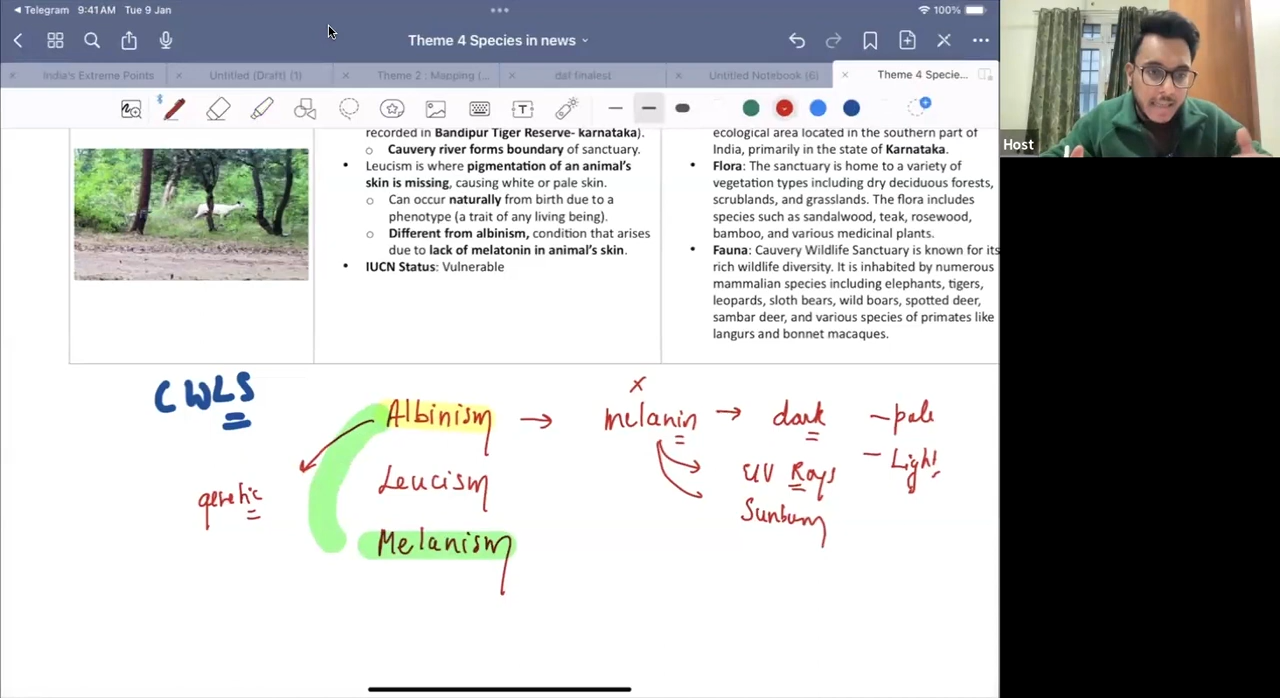 Telegram 9:41AM Tue 9 Jan
100%
Theme 4 Species in news
India's Extreme Points
Untitled (Draft) (1)
Theme 2 : Mapping (...
daf finalest
Untitled Notebook (6)
Theme 4 Specie...
Host
recorded in Bandipur Tiger Reserve- karnataka).
Cauvery river forms boundary of sanctuary.
Leucism is where pigmentation of an animal's
skin is missing, causing white or pale skin.
Can occur naturally from birth due to a
phenotype (a trait of any living being).
Different from albinism, condition that arises
due to lack of melatonin in animal's skin.
IUCN Status: Vulnerable
ecological area located in the southern part of
India, primarily in the state of Karnataka.
Flora: The sanctuary is home to a variety of
vegetation types including dry deciduous forests,
scrublands, and grasslands. The flora includes
species such as sandalwood, teak, rosewood,
bamboo, and various medicinal plants.
Fauna: Cauvery Wildlife Sanctuary is known for its
rich wildlife diversity. It is inhabited by numerous
mammalian species including elephants, tigers,
leopards, sloth bears, wild boars, spotted deer,
sambar deer, and various species of primates like
langurs and bonnet macaques.
CWLS
Albinism → melanin → dark - pale
x
- Light
genetic
Leucism
UV Rays
Sunburn
Melanism